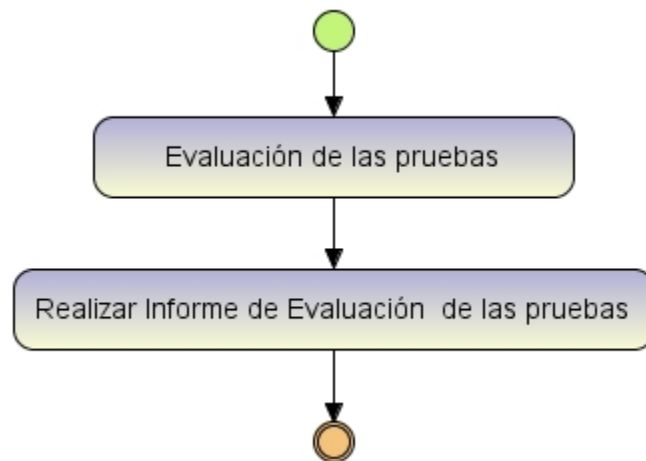 Evaluación de las pruebas
Realizar Informe de Evaluación de las pruebas